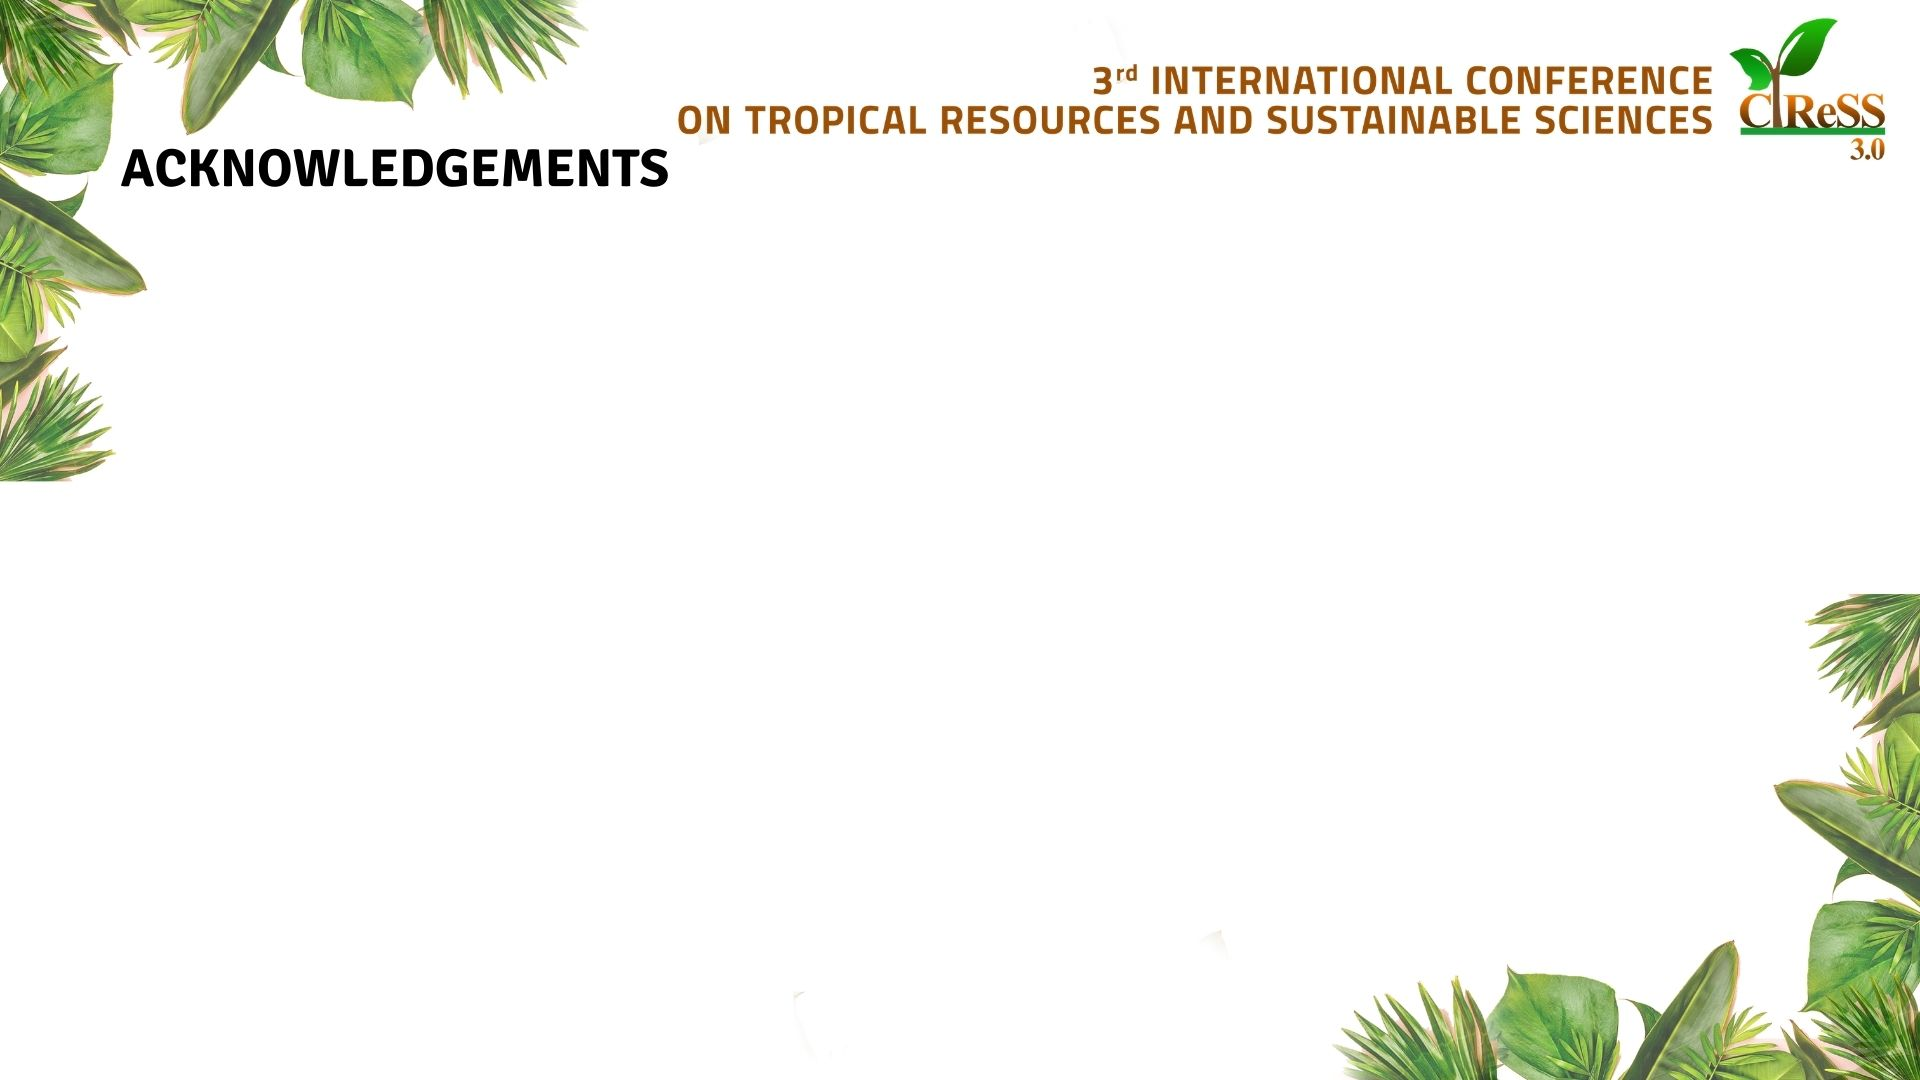 3rd INTERNATIONAL CONFERENCE
ON TROPICAL RESOURCES AND SUSTAINABLE SCIENCES
CTReSS
3.0
ACKNOWLEDGEMENTS